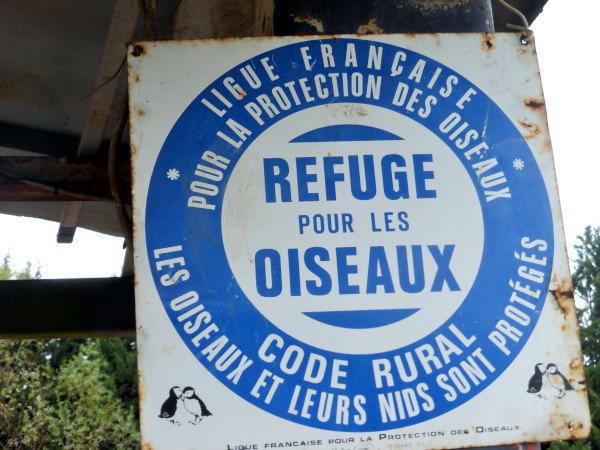 LIGUE FRANÇAISE
POUR LA PROTECTION DES OISEAUX
REFUGE
POUR LES
OISEAUX
CODE RURAL
LES OISEAUX ET LEURS NIDS SONT PROTÉGÉS
LIGUE FRANCAISE POUR LA PROTECTION DES OISEAUX